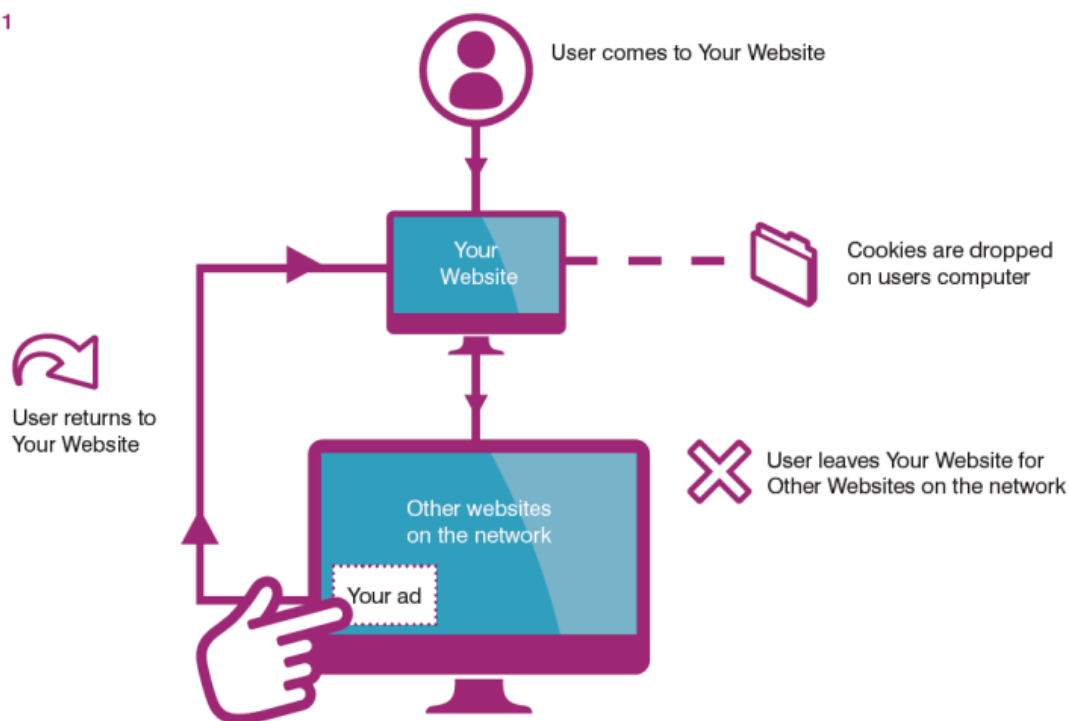 1
User comes to Your Website
Your
Website
Cookies are dropped
on users computer
User returns to
Your Website
User leaves Your Website for
Other Websites on the network
Other websites
on the network
Your ad